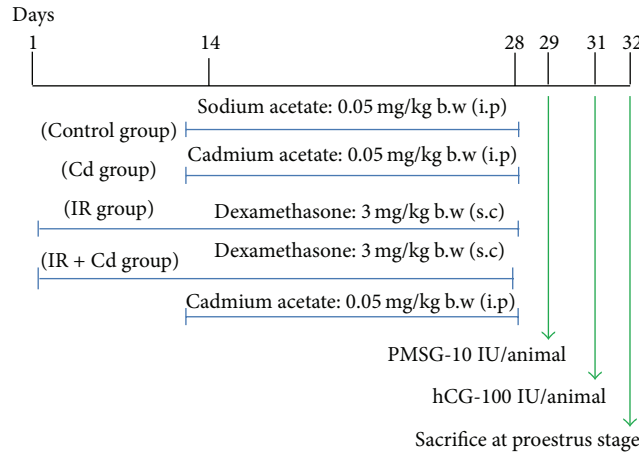 Days
1 14 28 29 31 32
Sodium acetate: 0.05 mg/kg b.w (i.p)
(Control group)
Cadmium acetate: 0.05 mg/kg b.w (i.p)
(Cd group)
(IR group) Dexamethasone: 3 mg/kg b.w (s.c)
Dexamethasone: 3 mg/kg b.w (s.c)
(IR + Cd group)
Cadmium acetate: 0.05 mg/kg b.w (i.p)
PMSG-10 IU/animal
hCG-100 IU/animal
Sacrifice at proestrus stage